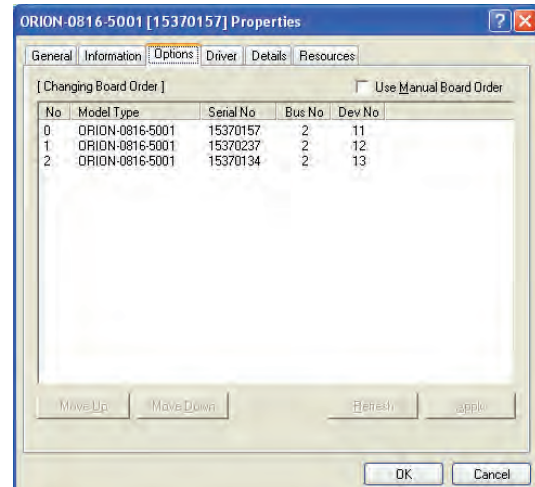 ORION-0816-5001 [15370157] Properties
General Information Options Driver Details Resources
[ Changing Board Order ] Use Manual Board Order
No Model Type Serial No Bus No Dev No
0 ORION-0816-5001 15370157 2 11
1 ORION-0816-5001 15370237 2 12
2 ORION-0816-5001 15370134 2 13
Move Up Move Down Refresh Apply
OK Cancel